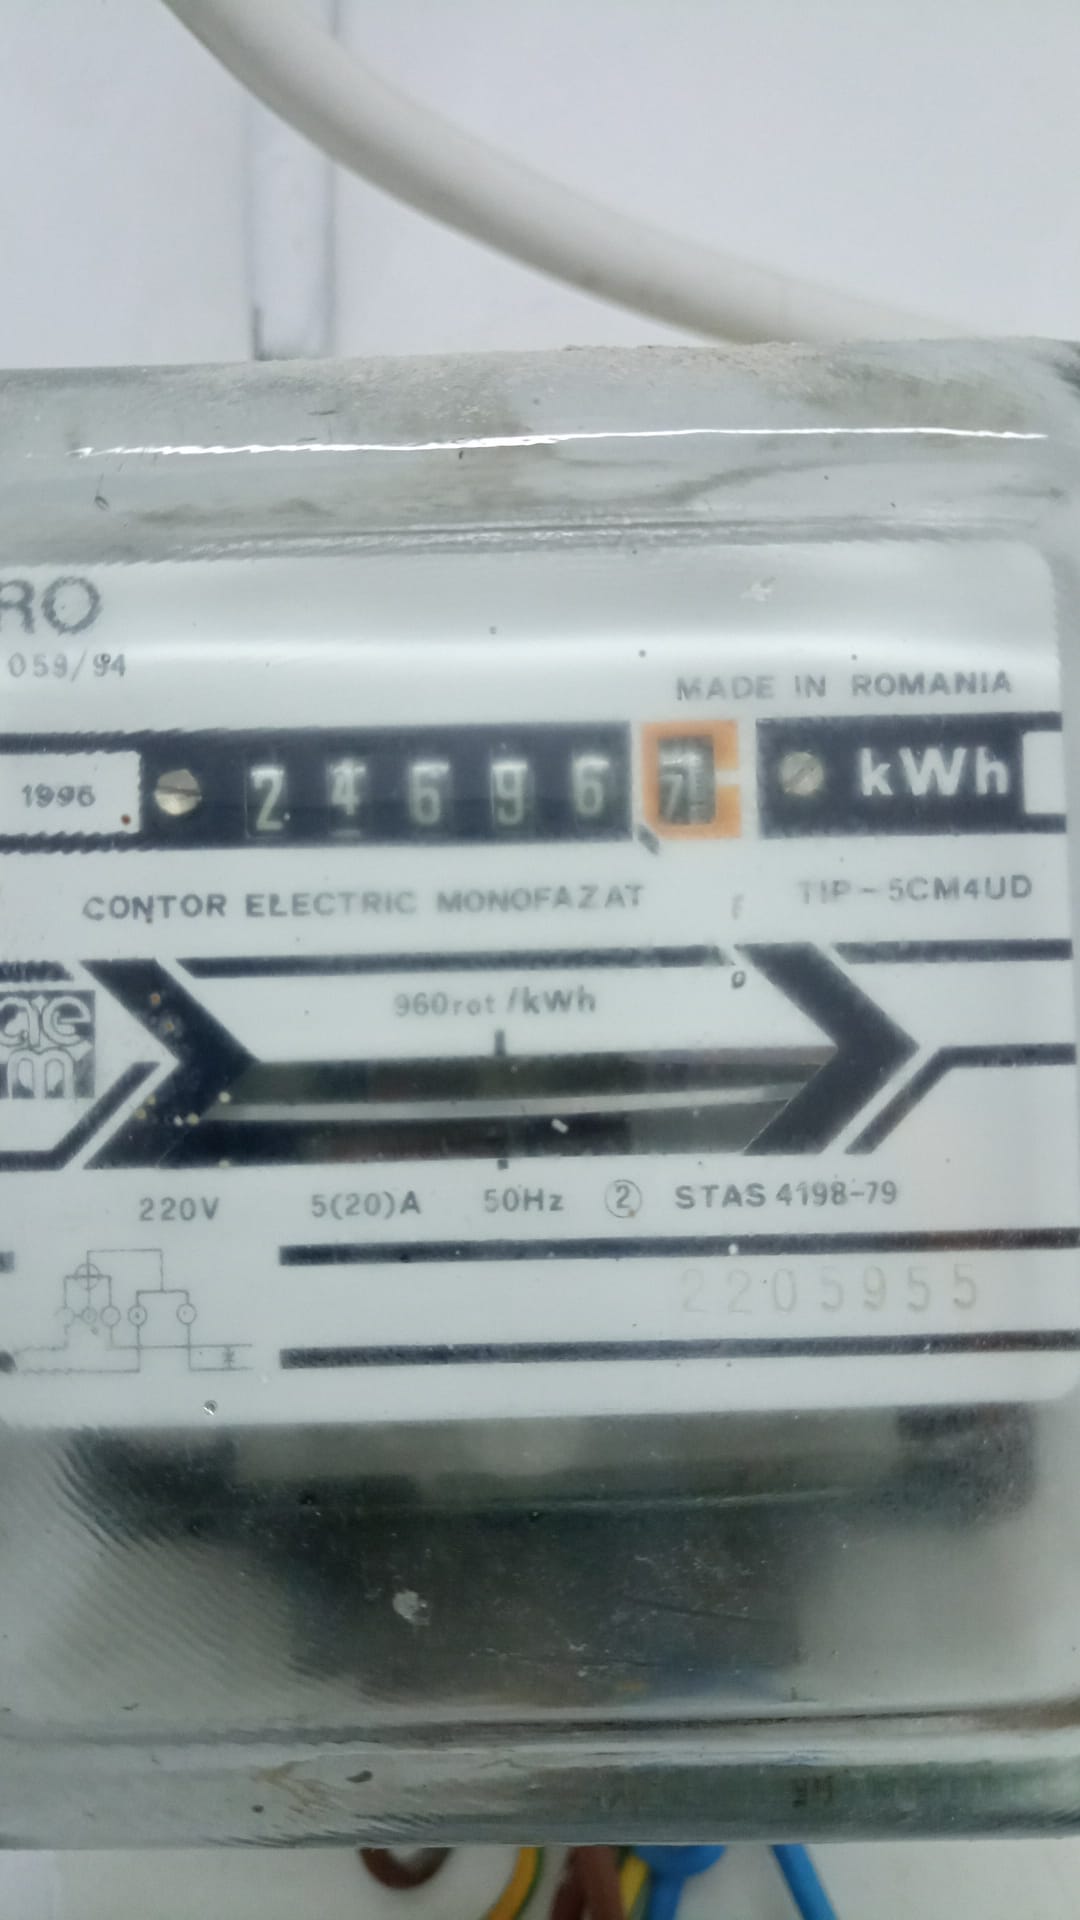 RO
059/94
MADE IN ROMANIA
1996 2 4 6 9 6 7 kWh
CONTOR ELECTRIC MONOFAZAT TIP-5CM4UD
aem
960rot/kWh
220V 5(20)A 50Hz 2 STAS 4198-79
2205955